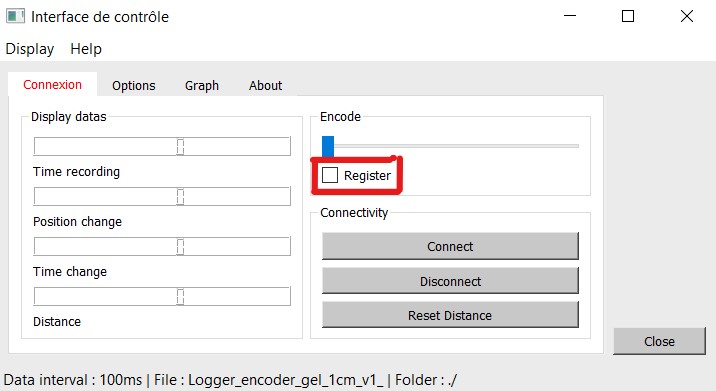 Interface de contrôle
Display Help
Connexion Options Graph About
Display datas
Time recording
Position change
Time change
Distance
Encode
Register
Connectivity
Connect
Disconnect
Reset Distance
Close
Data interval : 100ms | File : Logger_encoder_gel_1cm_v1_ | Folder : ./